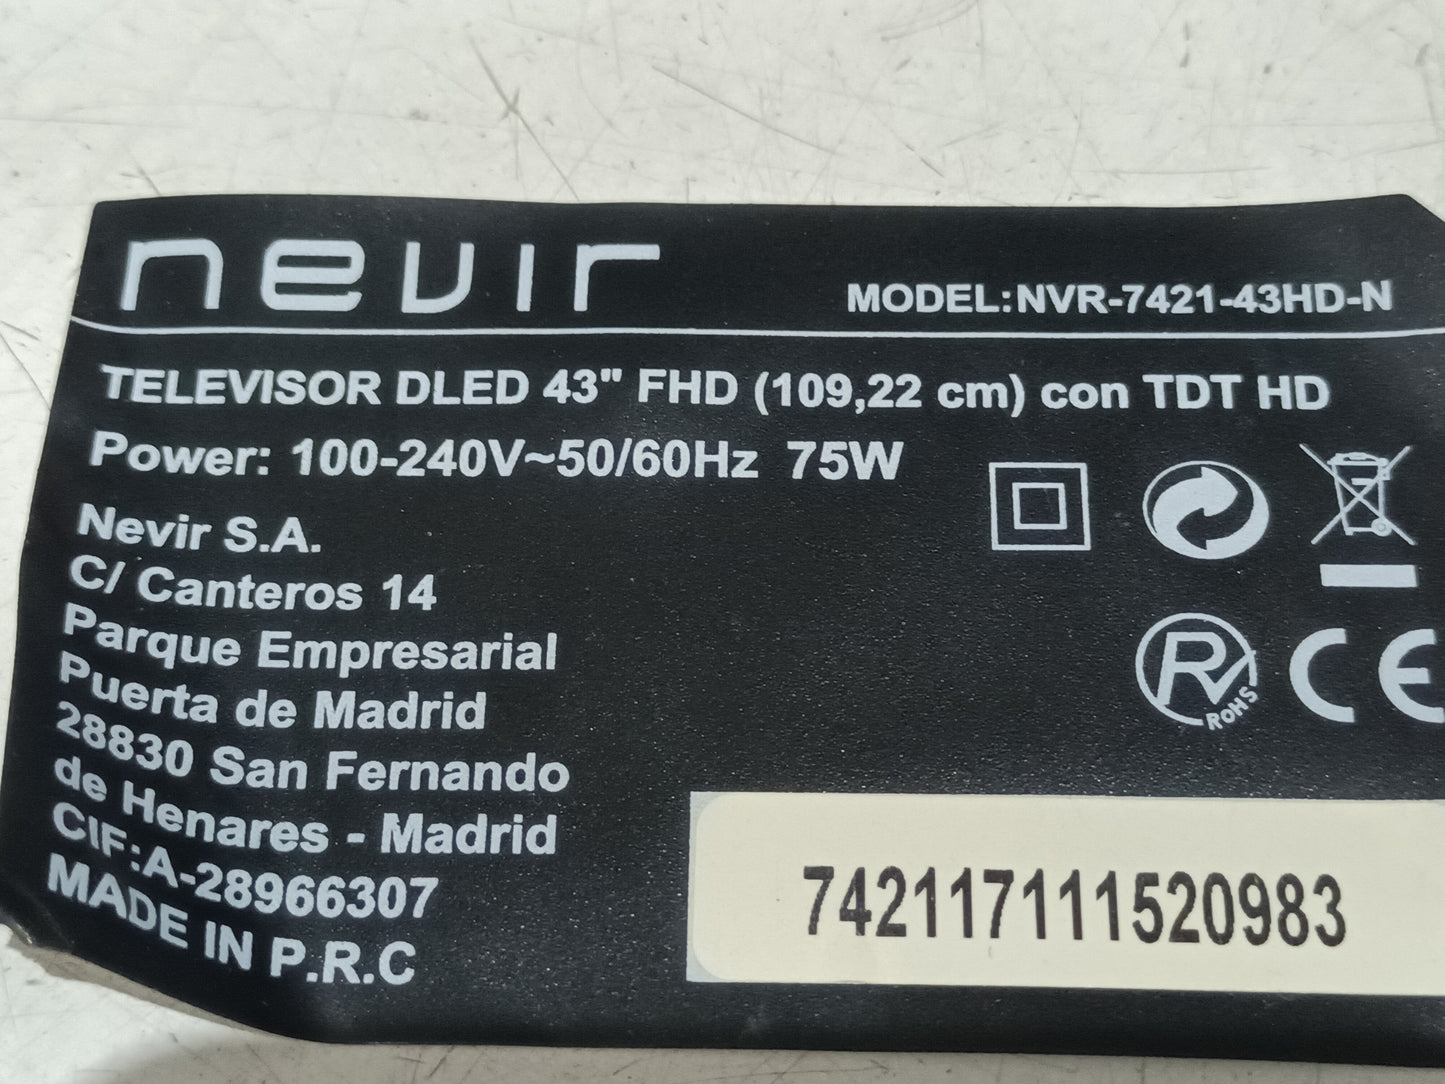 nevir
MODEL:NVR-7421-43HD-N
TELEVISOR DLED 43" FHD (109,22 cm) con TDT HD
Power: 100-240V~50/60Hz 75W
Nevir S.A.
C/ Canteros 14
Parque Empresarial
Puerta de Madrid
28830 San Fernando
de Henares - Madrid
CIF:A-28966307
MADE IN P.R.C
R
ROHS
CE
742117111520983